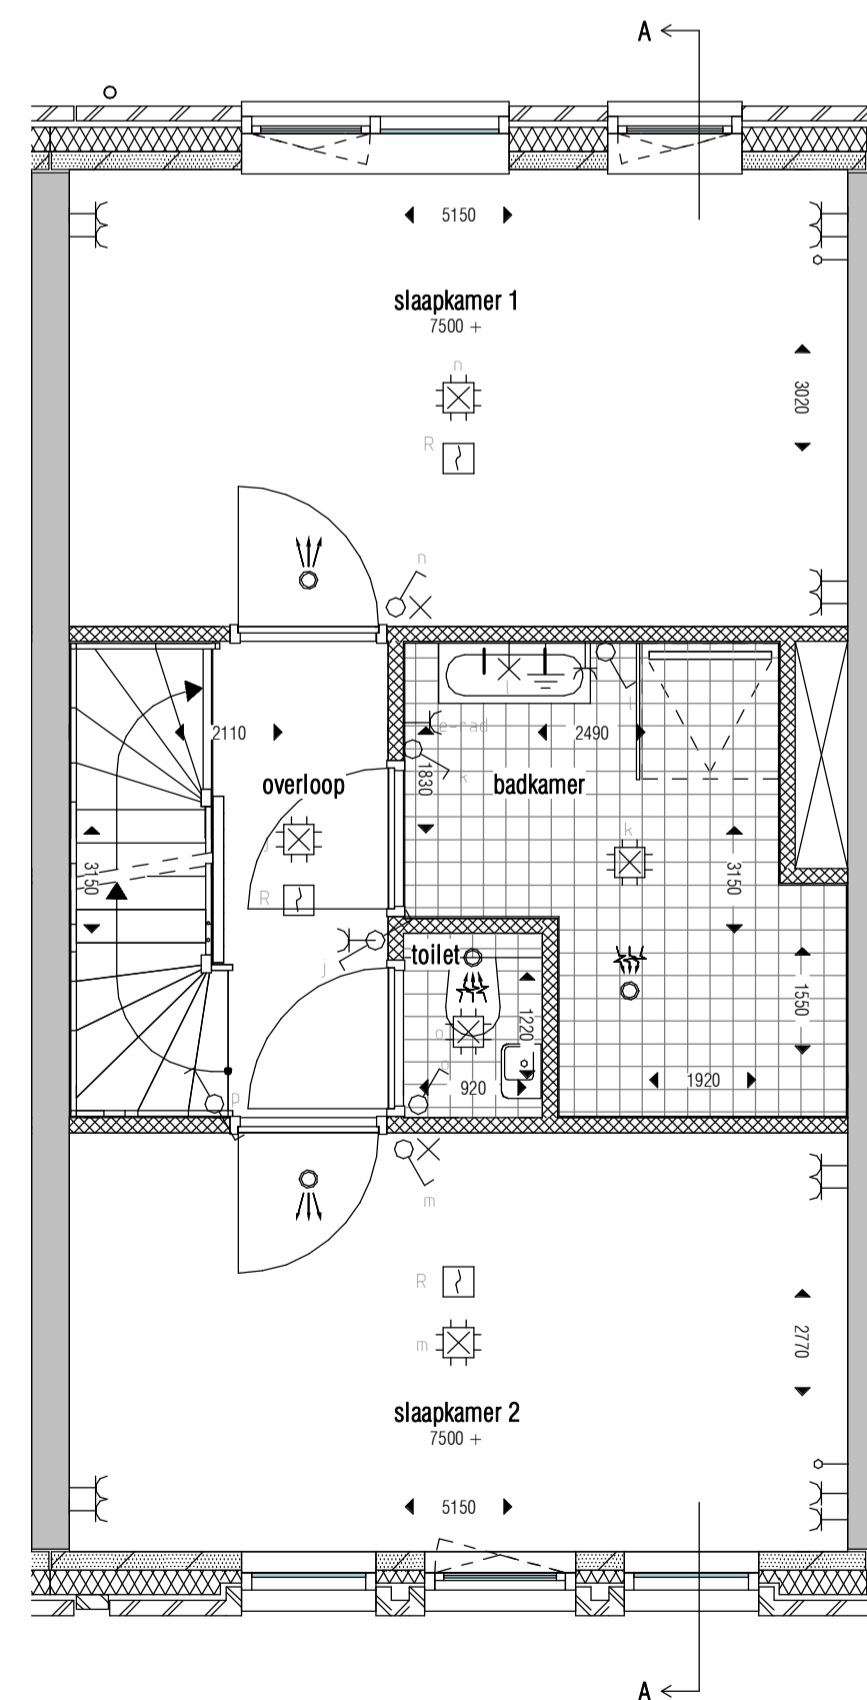 A
5150
slaapkamer 1
7500 +
n
3020
R
n
l
l
e-rad
2110
2490
1830
k
overloop
badkamer
k
j
3150
3150
R
toilet
j
1550
1220
o
o
920
1920
p
m
R
2770
m
slaapkamer 2
7500 +
5150
A